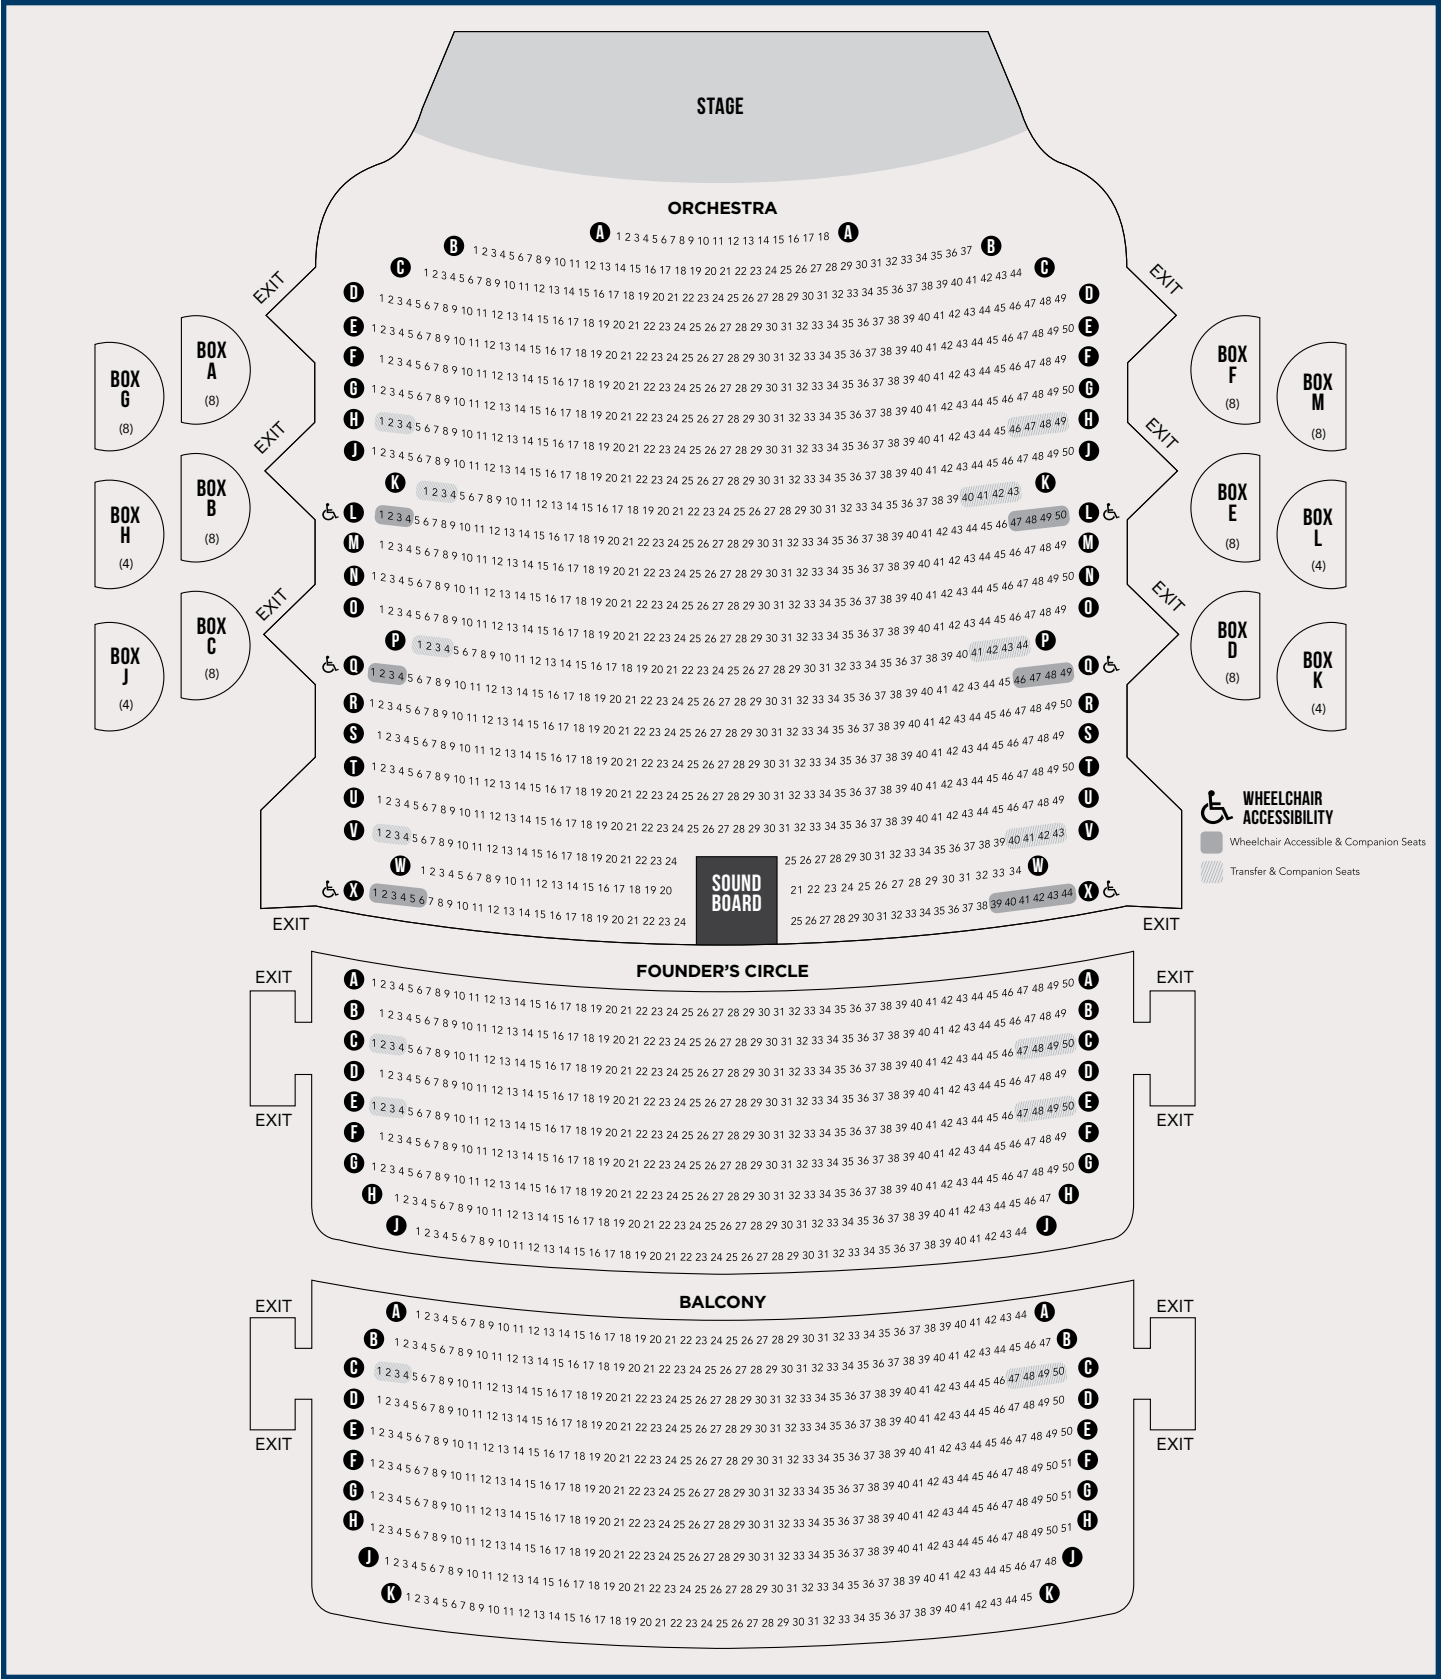 STAGE
ORCHESTRA
A 1 2 3 4 5 6 7 8 9 10 11 12 13 14 15 16 17 18 A
B 1 2 3 4 5 6 7 8 9 10 11 12 13 14 15 16 17 18 19 20 21 22 23 24 25 26 27 28 29 30 31 32 33 34 35 36 37 B
C 1 2 3 4 5 6 7 8 9 10 11 12 13 14 15 16 17 18 19 20 21 22 23 24 25 26 27 28 29 30 31 32 33 34 35 36 37 38 39 40 41 42 43 44 C
D 1 2 3 4 5 6 7 8 9 10 11 12 13 14 15 16 17 18 19 20 21 22 23 24 25 26 27 28 29 30 31 32 33 34 35 36 37 38 39 40 41 42 43 44 45 46 47 48 49 D
E 1 2 3 4 5 6 7 8 9 10 11 12 13 14 15 16 17 18 19 20 21 22 23 24 25 26 27 28 29 30 31 32 33 34 35 36 37 38 39 40 41 42 43 44 45 46 47 48 49 50 E
F 1 2 3 4 5 6 7 8 9 10 11 12 13 14 15 16 17 18 19 20 21 22 23 24 25 26 27 28 29 30 31 32 33 34 35 36 37 38 39 40 41 42 43 44 45 46 47 48 49 F
G 1 2 3 4 5 6 7 8 9 10 11 12 13 14 15 16 17 18 19 20 21 22 23 24 25 26 27 28 29 30 31 32 33 34 35 36 37 38 39 40 41 42 43 44 45 46 47 48 49 50 G
H 1 2 3 4 5 6 7 8 9 10 11 12 13 14 15 16 17 18 19 20 21 22 23 24 25 26 27 28 29 30 31 32 33 34 35 36 37 38 39 40 41 42 43 44 45 46 47 48 49 H
J 1 2 3 4 5 6 7 8 9 10 11 12 13 14 15 16 17 18 19 20 21 22 23 24 25 26 27 28 29 30 31 32 33 34 35 36 37 38 39 40 41 42 43 44 45 46 47 48 49 50 J
K 1 2 3 4 5 6 7 8 9 10 11 12 13 14 15 16 17 18 19 20 21 22 23 24 25 26 27 28 29 30 31 32 33 34 35 36 37 38 39 40 41 42 43 K
L 1 2 3 4 5 6 7 8 9 10 11 12 13 14 15 16 17 18 19 20 21 22 23 24 25 26 27 28 29 30 31 32 33 34 35 36 37 38 39 40 41 42 43 44 45 46 47 48 49 50 L
M 1 2 3 4 5 6 7 8 9 10 11 12 13 14 15 16 17 18 19 20 21 22 23 24 25 26 27 28 29 30 31 32 33 34 35 36 37 38 39 40 41 42 43 44 45 46 47 48 49 M
N 1 2 3 4 5 6 7 8 9 10 11 12 13 14 15 16 17 18 19 20 21 22 23 24 25 26 27 28 29 30 31 32 33 34 35 36 37 38 39 40 41 42 43 44 45 46 47 48 49 50 N
O 1 2 3 4 5 6 7 8 9 10 11 12 13 14 15 16 17 18 19 20 21 22 23 24 25 26 27 28 29 30 31 32 33 34 35 36 37 38 39 40 41 42 43 44 45 46 47 48 49 O
P 1 2 3 4 5 6 7 8 9 10 11 12 13 14 15 16 17 18 19 20 21 22 23 24 25 26 27 28 29 30 31 32 33 34 35 36 37 38 39 40 41 42 43 44 P
Q 1 2 3 4 5 6 7 8 9 10 11 12 13 14 15 16 17 18 19 20 21 22 23 24 25 26 27 28 29 30 31 32 33 34 35 36 37 38 39 40 41 42 43 44 45 46 47 48 49 Q
R 1 2 3 4 5 6 7 8 9 10 11 12 13 14 15 16 17 18 19 20 21 22 23 24 25 26 27 28 29 30 31 32 33 34 35 36 37 38 39 40 41 42 43 44 45 46 47 48 49 50 R
S 1 2 3 4 5 6 7 8 9 10 11 12 13 14 15 16 17 18 19 20 21 22 23 24 25 26 27 28 29 30 31 32 33 34 35 36 37 38 39 40 41 42 43 44 45 46 47 48 49 S
T 1 2 3 4 5 6 7 8 9 10 11 12 13 14 15 16 17 18 19 20 21 22 23 24 25 26 27 28 29 30 31 32 33 34 35 36 37 38 39 40 41 42 43 44 45 46 47 48 49 50 T
U 1 2 3 4 5 6 7 8 9 10 11 12 13 14 15 16 17 18 19 20 21 22 23 24 25 26 27 28 29 30 31 32 33 34 35 36 37 38 39 40 41 42 43 44 45 46 47 48 49 U
V 1 2 3 4 5 6 7 8 9 10 11 12 13 14 15 16 17 18 19 20 21 22 23 24 25 26 27 28 29 30 31 32 33 34 35 36 37 38 39 40 41 42 43 V
W 1 2 3 4 5 6 7 8 9 10 11 12 13 14 15 16 17 18 19 20 21 22 23 24 25 26 27 28 29 30 31 32 33 34 W
X 1 2 3 4 5 6 7 8 9 10 11 12 13 14 15 16 17 18 19 20 21 22 23 24 25 26 27 28 29 30 31 32 33 34 35 36 37 38 39 40 41 42 43 44 X
SOUND
BOARD
EXIT
EXIT
EXIT
EXIT
EXIT
EXIT
EXIT
EXIT
BOX
G
(8)
BOX
A
(8)
BOX
H
(4)
BOX
B
(8)
BOX
J
(4)
BOX
C
(8)
BOX
F
(8)
BOX
M
(8)
BOX
E
(8)
BOX
L
(4)
BOX
D
(8)
BOX
K
(4)
WHEELCHAIR
ACCESSIBILITY
Wheelchair Accessible & Companion Seats
Transfer & Companion Seats
FOUNDER'S CIRCLE
EXIT
EXIT
A 1 2 3 4 5 6 7 8 9 10 11 12 13 14 15 16 17 18 19 20 21 22 23 24 25 26 27 28 29 30 31 32 33 34 35 36 37 38 39 40 41 42 43 44 45 46 47 48 49 50 A
B 1 2 3 4 5 6 7 8 9 10 11 12 13 14 15 16 17 18 19 20 21 22 23 24 25 26 27 28 29 30 31 32 33 34 35 36 37 38 39 40 41 42 43 44 45 46 47 48 49 B
C 1 2 3 4 5 6 7 8 9 10 11 12 13 14 15 16 17 18 19 20 21 22 23 24 25 26 27 28 29 30 31 32 33 34 35 36 37 38 39 40 41 42 43 44 45 46 47 48 49 50 C
D 1 2 3 4 5 6 7 8 9 10 11 12 13 14 15 16 17 18 19 20 21 22 23 24 25 26 27 28 29 30 31 32 33 34 35 36 37 38 39 40 41 42 43 44 45 46 47 48 49 D
E 1 2 3 4 5 6 7 8 9 10 11 12 13 14 15 16 17 18 19 20 21 22 23 24 25 26 27 28 29 30 31 32 33 34 35 36 37 38 39 40 41 42 43 44 45 46 47 48 49 50 E
F 1 2 3 4 5 6 7 8 9 10 11 12 13 14 15 16 17 18 19 20 21 22 23 24 25 26 27 28 29 30 31 32 33 34 35 36 37 38 39 40 41 42 43 44 45 46 47 48 49 F
G 1 2 3 4 5 6 7 8 9 10 11 12 13 14 15 16 17 18 19 20 21 22 23 24 25 26 27 28 29 30 31 32 33 34 35 36 37 38 39 40 41 42 43 44 45 46 47 48 49 50 G
H 1 2 3 4 5 6 7 8 9 10 11 12 13 14 15 16 17 18 19 20 21 22 23 24 25 26 27 28 29 30 31 32 33 34 35 36 37 38 39 40 41 42 43 44 45 46 47 H
J 1 2 3 4 5 6 7 8 9 10 11 12 13 14 15 16 17 18 19 20 21 22 23 24 25 26 27 28 29 30 31 32 33 34 35 36 37 38 39 40 41 42 43 44 J
EXIT
EXIT
BALCONY
EXIT
EXIT
A 1 2 3 4 5 6 7 8 9 10 11 12 13 14 15 16 17 18 19 20 21 22 23 24 25 26 27 28 29 30 31 32 33 34 35 36 37 38 39 40 41 42 43 44 A
B 1 2 3 4 5 6 7 8 9 10 11 12 13 14 15 16 17 18 19 20 21 22 23 24 25 26 27 28 29 30 31 32 33 34 35 36 37 38 39 40 41 42 43 44 45 46 47 B
C 1 2 3 4 5 6 7 8 9 10 11 12 13 14 15 16 17 18 19 20 21 22 23 24 25 26 27 28 29 30 31 32 33 34 35 36 37 38 39 40 41 42 43 44 45 46 47 48 49 50 C
D 1 2 3 4 5 6 7 8 9 10 11 12 13 14 15 16 17 18 19 20 21 22 23 24 25 26 27 28 29 30 31 32 33 34 35 36 37 38 39 40 41 42 43 44 45 46 47 48 49 50 D
E 1 2 3 4 5 6 7 8 9 10 11 12 13 14 15 16 17 18 19 20 21 22 23 24 25 26 27 28 29 30 31 32 33 34 35 36 37 38 39 40 41 42 43 44 45 46 47 48 49 50 E
F 1 2 3 4 5 6 7 8 9 10 11 12 13 14 15 16 17 18 19 20 21 22 23 24 25 26 27 28 29 30 31 32 33 34 35 36 37 38 39 40 41 42 43 44 45 46 47 48 49 50 51 F
G 1 2 3 4 5 6 7 8 9 10 11 12 13 14 15 16 17 18 19 20 21 22 23 24 25 26 27 28 29 30 31 32 33 34 35 36 37 38 39 40 41 42 43 44 45 46 47 48 49 50 51 G
H 1 2 3 4 5 6 7 8 9 10 11 12 13 14 15 16 17 18 19 20 21 22 23 24 25 26 27 28 29 30 31 32 33 34 35 36 37 38 39 40 41 42 43 44 45 46 47 48 49 50 51 H
J 1 2 3 4 5 6 7 8 9 10 11 12 13 14 15 16 17 18 19 20 21 22 23 24 25 26 27 28 29 30 31 32 33 34 35 36 37 38 39 40 41 42 43 44 45 46 47 48 J
K 1 2 3 4 5 6 7 8 9 10 11 12 13 14 15 16 17 18 19 20 21 22 23 24 25 26 27 28 29 30 31 32 33 34 35 36 37 38 39 40 41 42 43 44 45 K
EXIT
EXIT